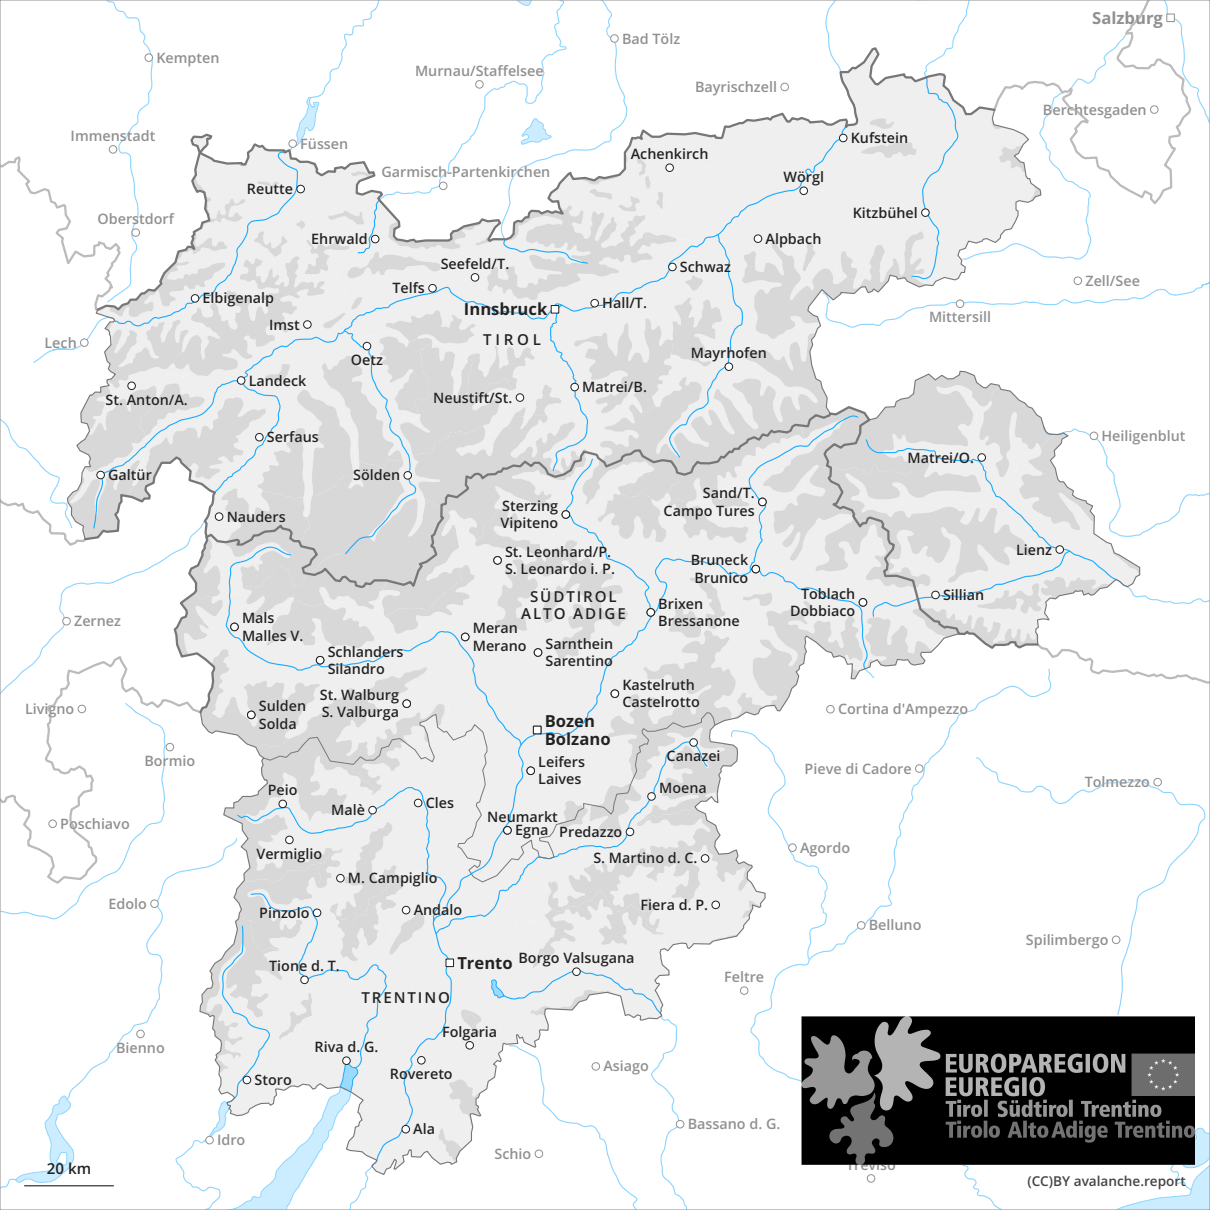 Salzburg
Kempten
Bad Tölz
Murnau/Staffelsee
Bayrischzell
Berchtesgaden
Immenstadt
Füssen
Kufstein
Achenkirch
Garmisch-Partenkirchen
Wörgl
Reutte
Oberstdorf
Kitzbühel
Ehrwald
Alpbach
Seefeld/T.
Schwaz
Zell/See
Telfs
Elbigenalp
Hall/T.
Innsbruck
Mittersill
Imst
TIROL
Lech
Oetz
Mayrhofen
Landeck
Matrei/B.
St. Anton/A.
Neustift/St.
Serfaus
Heiligenblut
Matrei/O.
Galtür
Sölden
Sand/T.
Campo Tures
Sterzing
Vipiteno
Nauders
Lienz
St. Leonhard/P.
S. Leonardo i. P.
Bruneck
Brunico
SÜDTIROL
ALTO ADIGE
Toblach
Dobbiaco
Sillian
Brixen
Bressanone
Zernez
Mals
Malles V.
Meran
Merano
Sarnthein
Sarentino
Schlanders
Silandro
Kastelruth
Castelrotto
St. Walburg
S. Valburga
Livigno
Sulden
Solda
Cortina d'Ampezzo
Bozen
Bolzano
Bormio
Canazei
Leifers
Laives
Pieve di Cadore
Tolmezzo
Peio
Moena
Malè
Cles
Neumarkt
Egna
Predazzo
Poschiavo
Vermiglio
Agordo
S. Martino d. C.
M. Campiglio
Edolo
Pinzolo
Andalo
Fiera d. P.
Belluno
Spilimbergo
Trento
Borgo Valsugana
Tione d. T.
Feltre
TRENTINO
Folgaria
Bienno
Riva d. G.
Rovereto
Asiago
Storo
EUROPAREGION
EUREGIO
Tirol Südtirol Trentino
Tirolo Alto Adige Trentino
Ala
Bassano d. G.
Idro
Schio
Treviso
20 km
(CC)BY avalanche.report